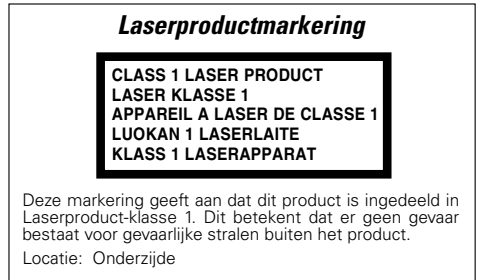 Laserproductmarkering
CLASS 1 LASER PRODUCT
LASER KLASSE 1
APPAREIL A LASER DE CLASSE 1
LUOKAN 1 LASERLAITE
KLASS 1 LASERAPPARAT
Deze markering geeft aan dat dit product is ingedeeld in
Laserproduct-klasse 1. Dit betekent dat er geen gevaar
bestaat voor gevaarlijke stralen buiten het product.
Locatie: Onderzijde